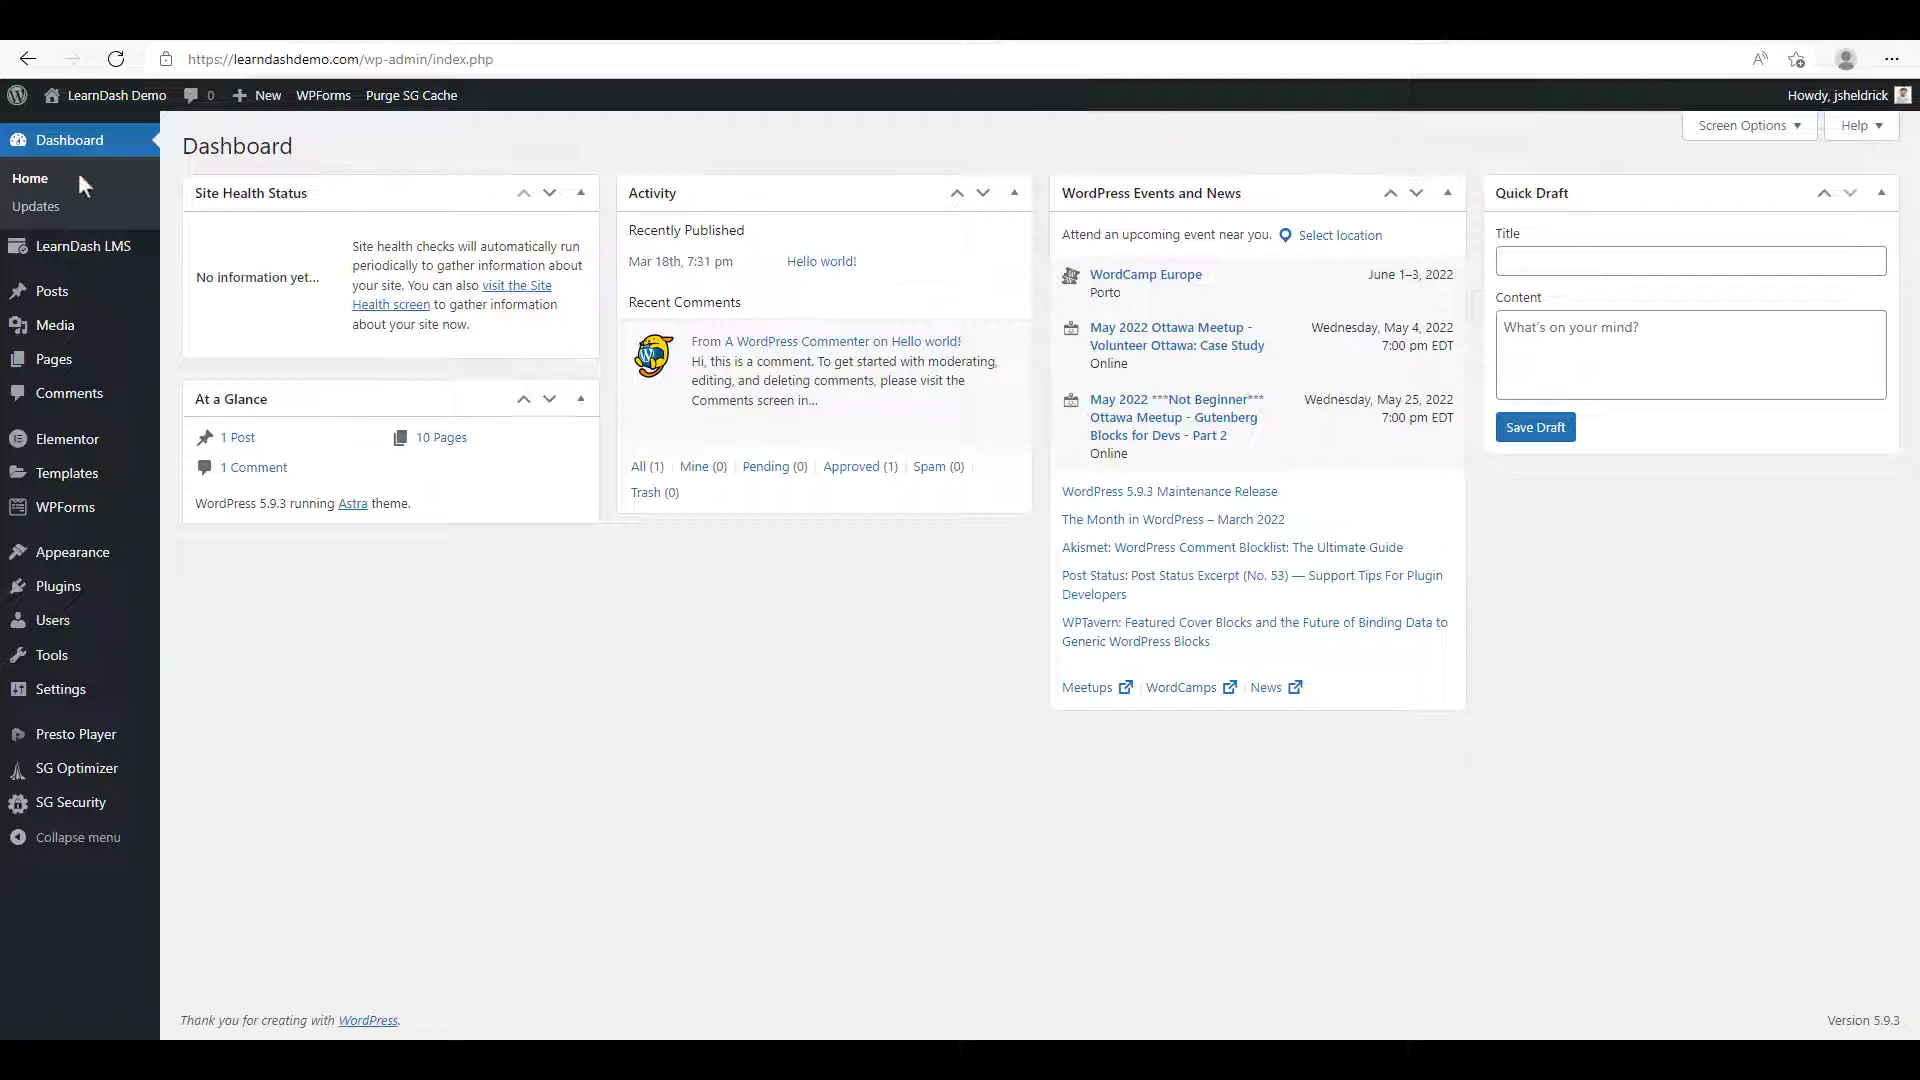 https://learndashdemo.com/wp-admin/index.php
LearnDash Demo 0 New WPForms Purge SG Cache Howdy, jsheldrick
Dashboard
Home
Updates
LearnDash LMS
Posts
Media
Pages
Comments
Elementor
Templates
WPForms
Appearance
Plugins
Users
Tools
Settings
Presto Player
SG Optimizer
SG Security
Collapse menu
Screen Options Help
Dashboard
Site Health Status
No information yet...
Site health checks will automatically run
periodically to gather information about
your site. You can also visit the Site
Health screen to gather information
about your site now.
At a Glance
1 Post 10 Pages
1 Comment
WordPress 5.9.3 running Astra theme.
Activity
Recently Published
Mar 18th, 7:31 pm Hello world!
Recent Comments
From A WordPress Commenter on Hello world!
Hi, this is a comment. To get started with moderating,
editing, and deleting comments, please visit the
Comments screen in...
All (1) | Mine (0) | Pending (0) | Approved (1) | Spam (0) |
Trash (0)
WordPress Events and News
Attend an upcoming event near you. Select location
WordCamp Europe June 1–3, 2022
Porto
May 2022 Ottawa Meetup - Wednesday, May 4, 2022
Volunteer Ottawa: Case Study 7:00 pm EDT
Online
May 2022 ***Not Beginner*** Wednesday, May 25, 2022
Ottawa Meetup - Gutenberg 7:00 pm EDT
Blocks for Devs - Part 2
Online
WordPress 5.9.3 Maintenance Release
The Month in WordPress – March 2022
Akismet: WordPress Comment Blocklist: The Ultimate Guide
Post Status: Post Status Excerpt (No. 53) — Support Tips For Plugin
Developers
WPTavern: Featured Cover Blocks and the Future of Binding Data to
Generic WordPress Blocks
Meetups | WordCamps | News
Quick Draft
Title
Content
What's on your mind?
Save Draft
Thank you for creating with WordPress. Version 5.9.3